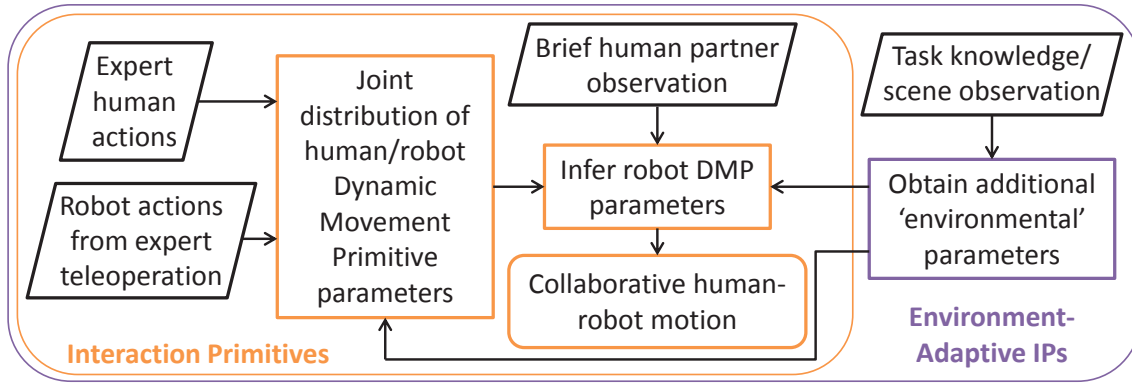 Expert
human
actions
Robot actions
from expert
teleoperation
Joint
distribution of
human/robot
Dynamic
Movement
Primitive
parameters
Brief human partner
observation
Infer robot DMP
parameters
Collaborative human-
robot motion
Task knowledge/
scene observation
Obtain additional
‘environmental’
parameters
Interaction Primitives
Environment-
Adaptive IPs